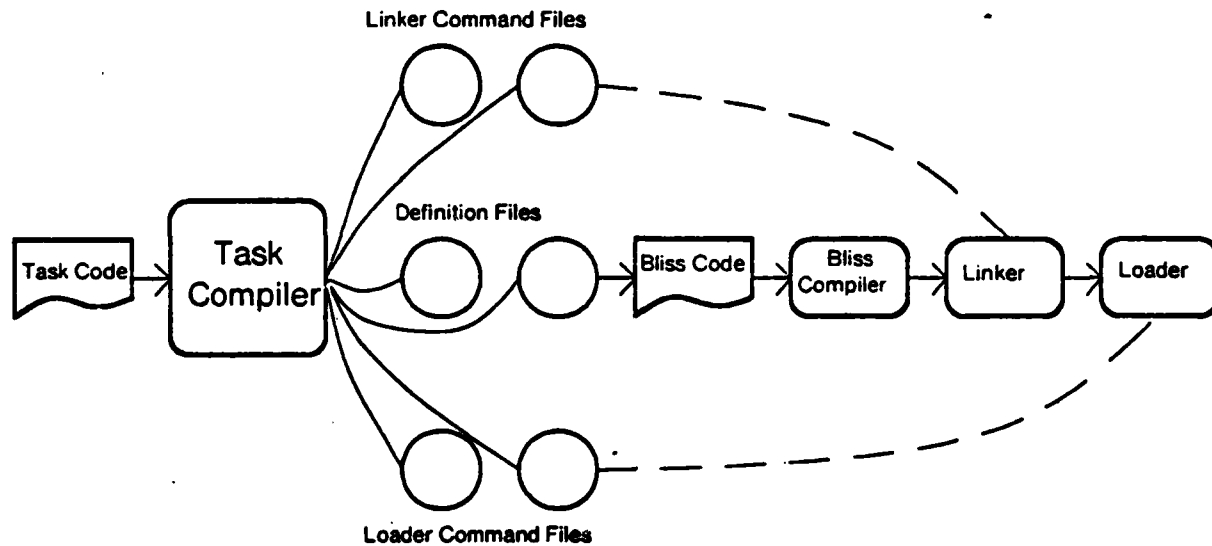 Linker Command Files
Definition Files
Task Code
Task
Compiler
Bliss Code
Bliss
Compiler
Linker
Loader
Loader Command Files